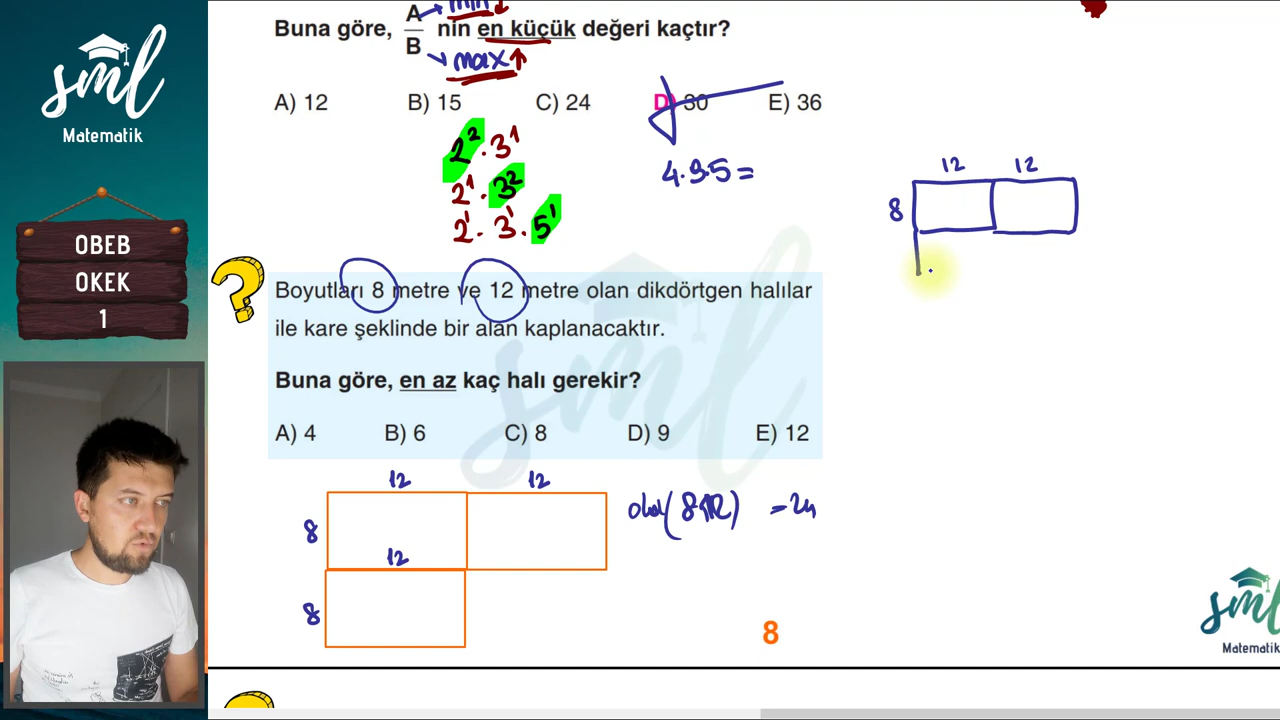 sml
Matematik
OBEB
OKEK
1
A → min ↓
Buna göre, A/B nin en küçük değeri kaçtır?
max ↑
A) 12 B) 15 C) 24 D) 30 E) 36
2² . 3¹
2¹ . 3²
2¹ . 3¹ . 5¹
4.9.5=
12 12
8
?
Boyutları 8 metre ve 12 metre olan dikdörtgen halılar
ile kare şeklinde bir alan kaplanacaktır.
Buna göre, en az kaç halı gerekir?
A) 4 B) 6 C) 8 D) 9 E) 12
12 12
8
12
8
(8,12) =24
8
sml
Matematik